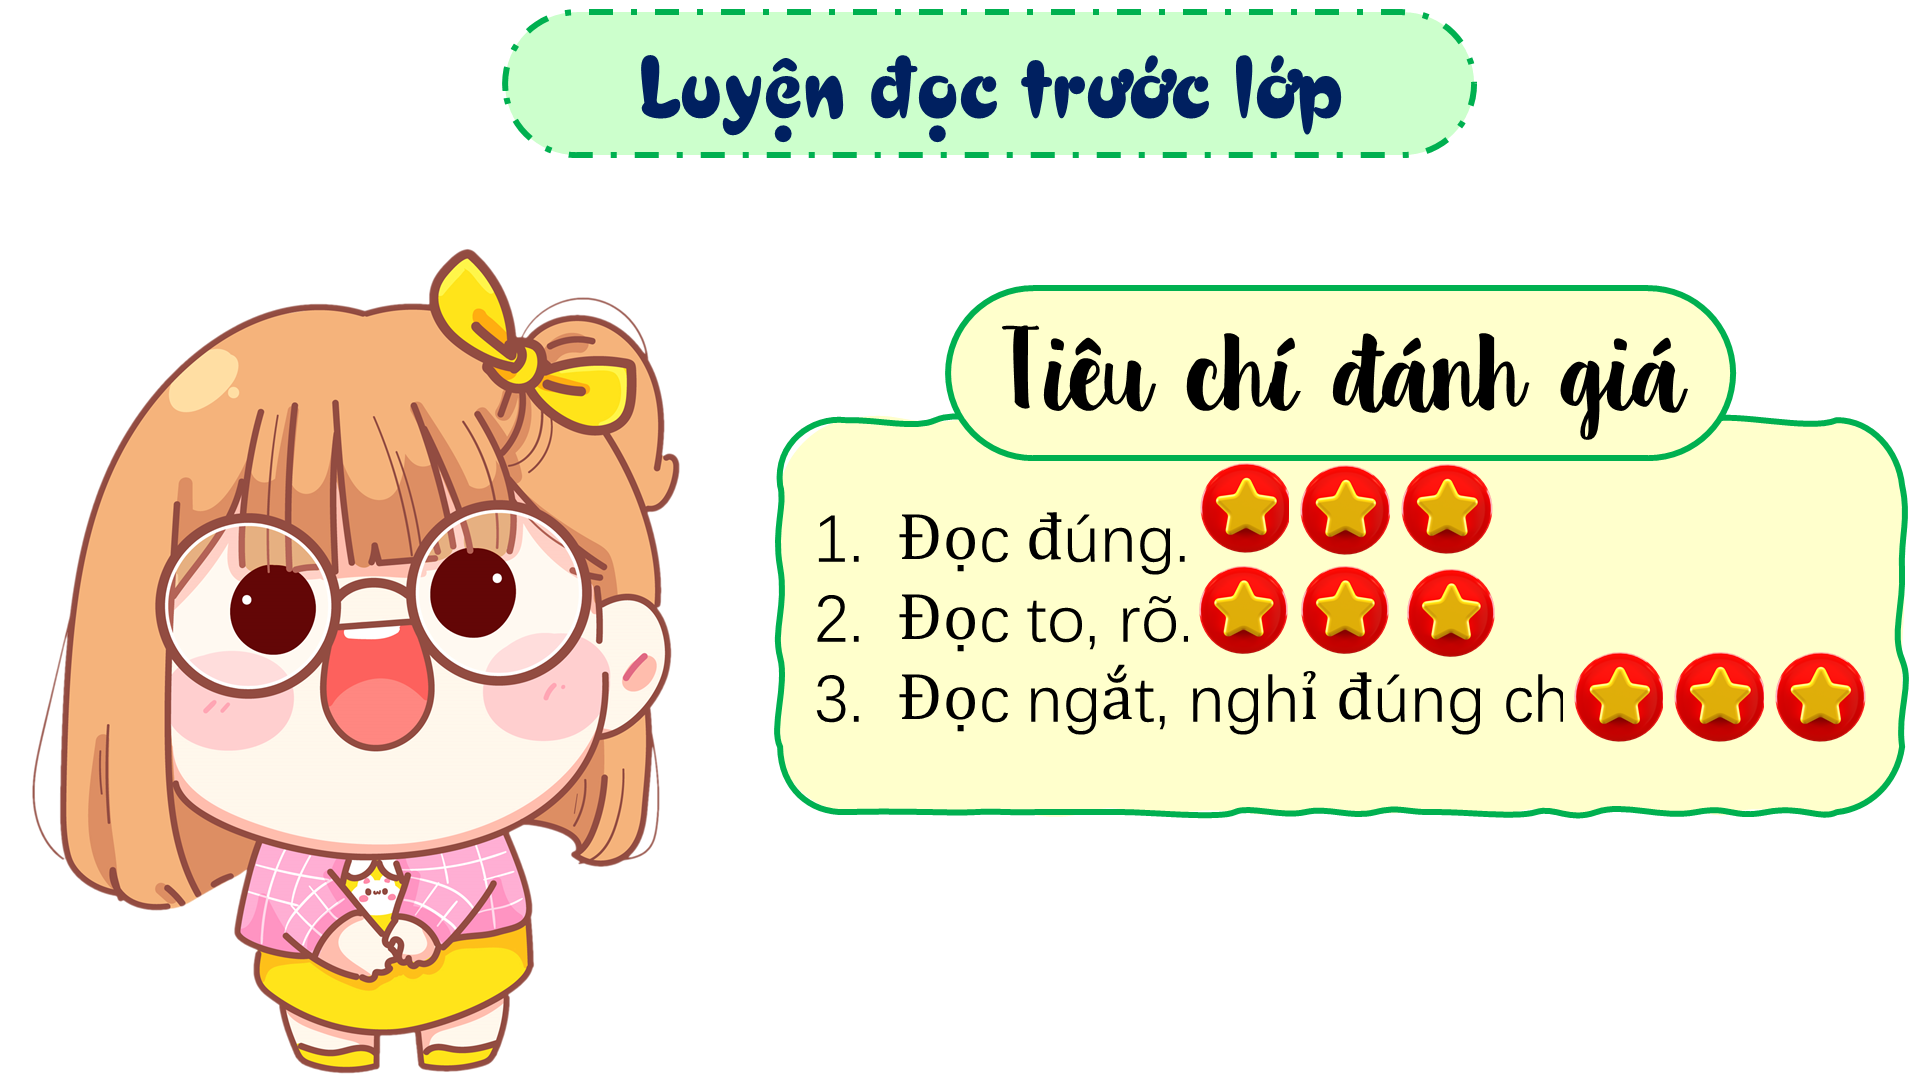 Luyện đọc trước lớp
Tiêu chí đánh giá
1. Đọc đúng.
2. Đọc to, rõ.
3. Đọc ngắt, nghỉ đúng